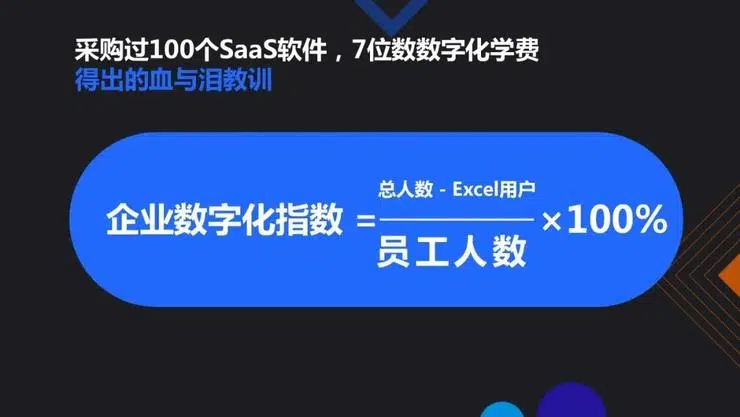 采购过100个SaaS软件，7位数数字化学费
得出的血与泪教训
企业数字化指数 = 总人数 - Excel用户 ×100%
员工人数